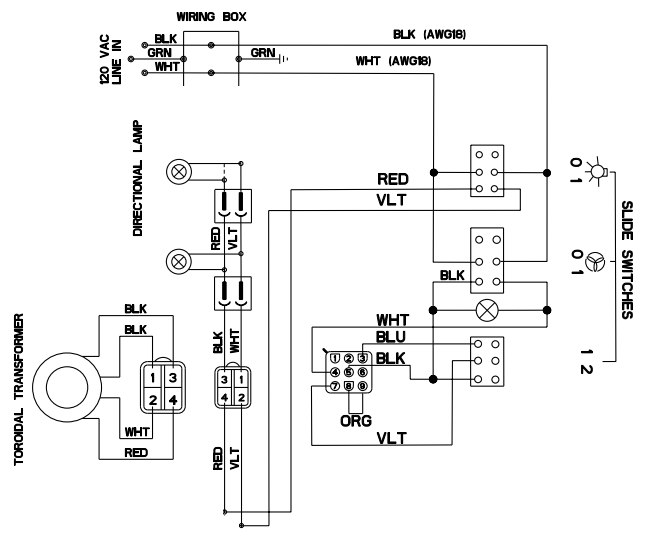 WIRING BOX
120 VAC
LINE IN
BLK
GRN
WHT
GRN
BLK (AWG18)
WHT (AWG18)
DIRECTIONAL LAMP
RED
VLT
RED
VLT
0 1
0 1
1 2
SLIDE SWITCHES
BLK
WHT
BLU
BLK
1 2 3
4 5 6
7 8 9
ORG
VLT
BLK
WHT
3 1
4 2
RED
VLT
TOROIDAL TRANSFORMER
BLK
BLK
1 3
2 4
WHT
RED